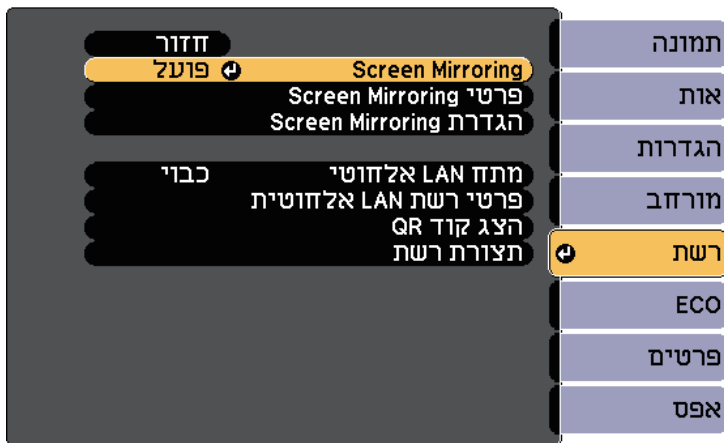 תמונה
אות
הגדרות
מורחב
רשת
ECO
פרטים
אפס
חזור
Screen Mirroring פועל
פרטי Screen Mirroring
הגדרת Screen Mirroring
מתח LAN אלחוטי כבוי
פרטי רשת LAN אלחוטית
הצג קוד QR
תצורת רשת